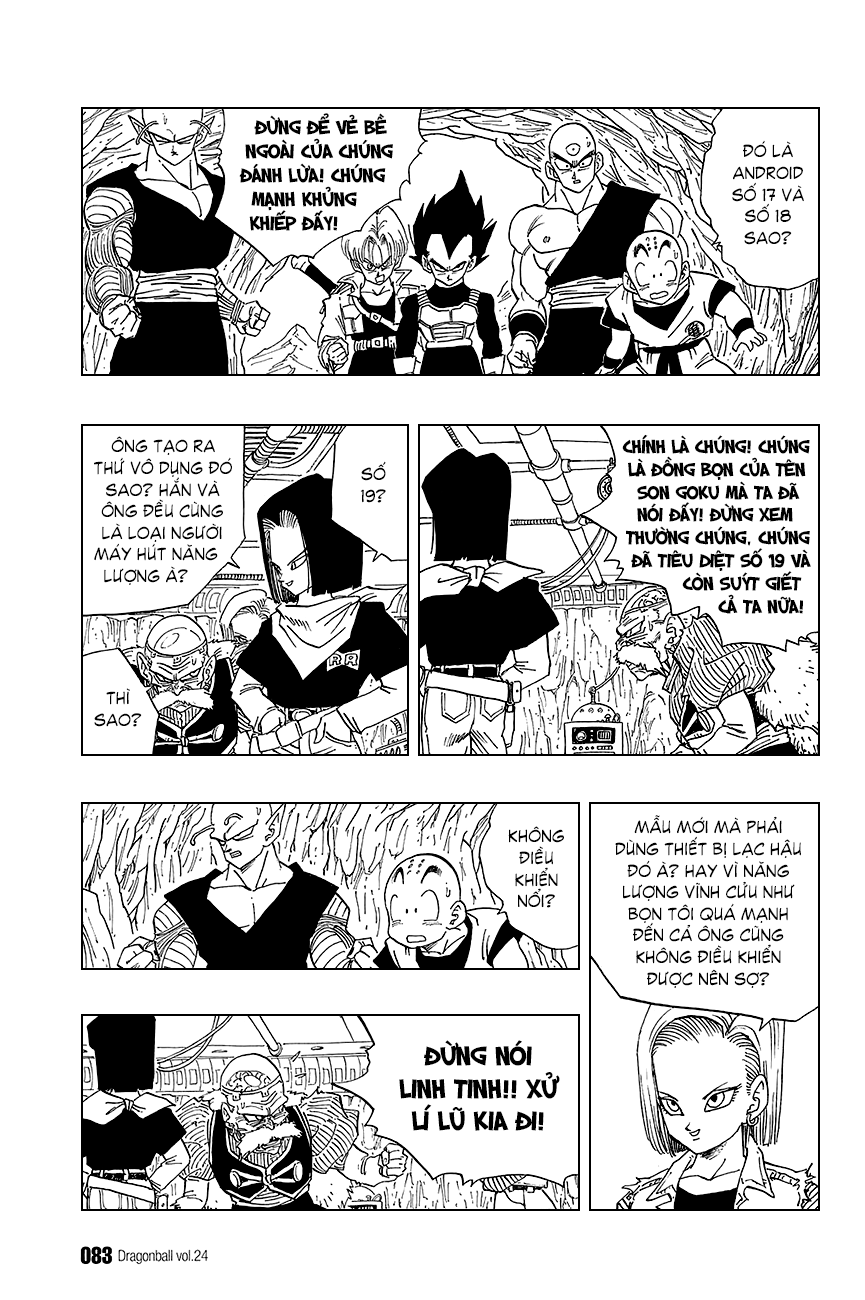 ĐÓ LÀ
ANDROID
SỐ 17 VÀ
SỐ 18
SAO?
ĐỪNG ĐỂ VẺ BỀ
NGOÀI CỦA CHÚNG
ĐÁNH LỪA! CHÚNG
MẠNH KHỦNG
KHIẾP ĐẤY!
CHÍNH LÀ CHÚNG! CHÚNG
LÀ ĐỒNG BỌN CỦA TÊN
SON GOKU MÀ TA ĐÃ
NÓI ĐẤY! ĐỪNG XEM
THƯỜNG CHÚNG, CHÚNG
ĐÃ TIÊU DIỆT SỐ 19 VÀ
CÒN SUÝT GIẾT
CẢ TA NỮA!
SỐ
19?
ÔNG TẠO RA
THỨ VÔ DỤNG ĐÓ
SAO? HẮN VÀ
ÔNG ĐỀU CÙNG
LÀ LOẠI NGƯỜI
MÁY HÚT NĂNG
LƯỢNG À?
RR
THÌ
SAO?
MẪU MỚI MÀ PHẢI
DÙNG THIẾT BỊ LẠC HẬU
ĐÓ À? HAY VÌ NĂNG
LƯỢNG VĨNH CỬU NHƯ
BỌN TÔI QUÁ MẠNH
ĐẾN CẢ ÔNG CŨNG
KHÔNG ĐIỀU KHIỂN
ĐƯỢC NÊN SỢ?
KHÔNG
ĐIỀU
KHIỂN
NỔI?
ĐỪNG NÓI
LINH TINH!! XỬ
LÍ LŨ KIA ĐI!
083 Dragonball vol.24